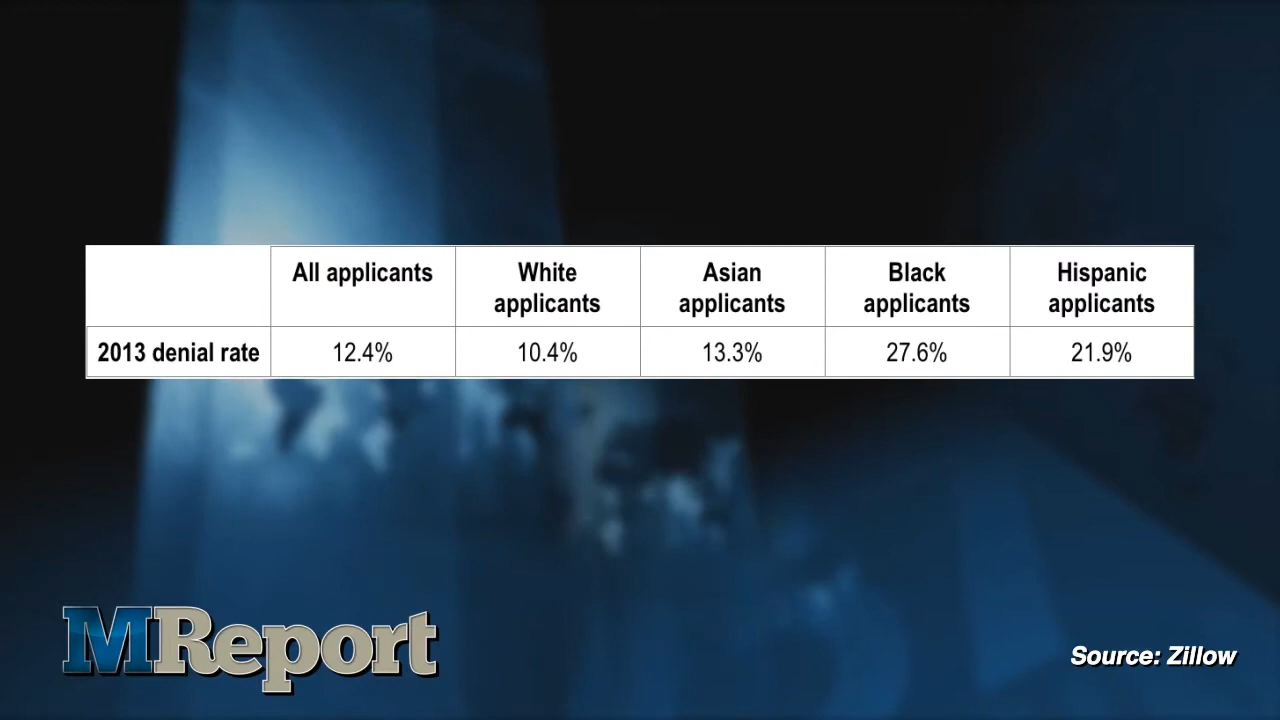 All applicants
White applicants
Asian applicants
Black applicants
Hispanic applicants
2013 denial rate 12.4% 10.4% 13.3% 27.6% 21.9%
MReport
Source: Zillow